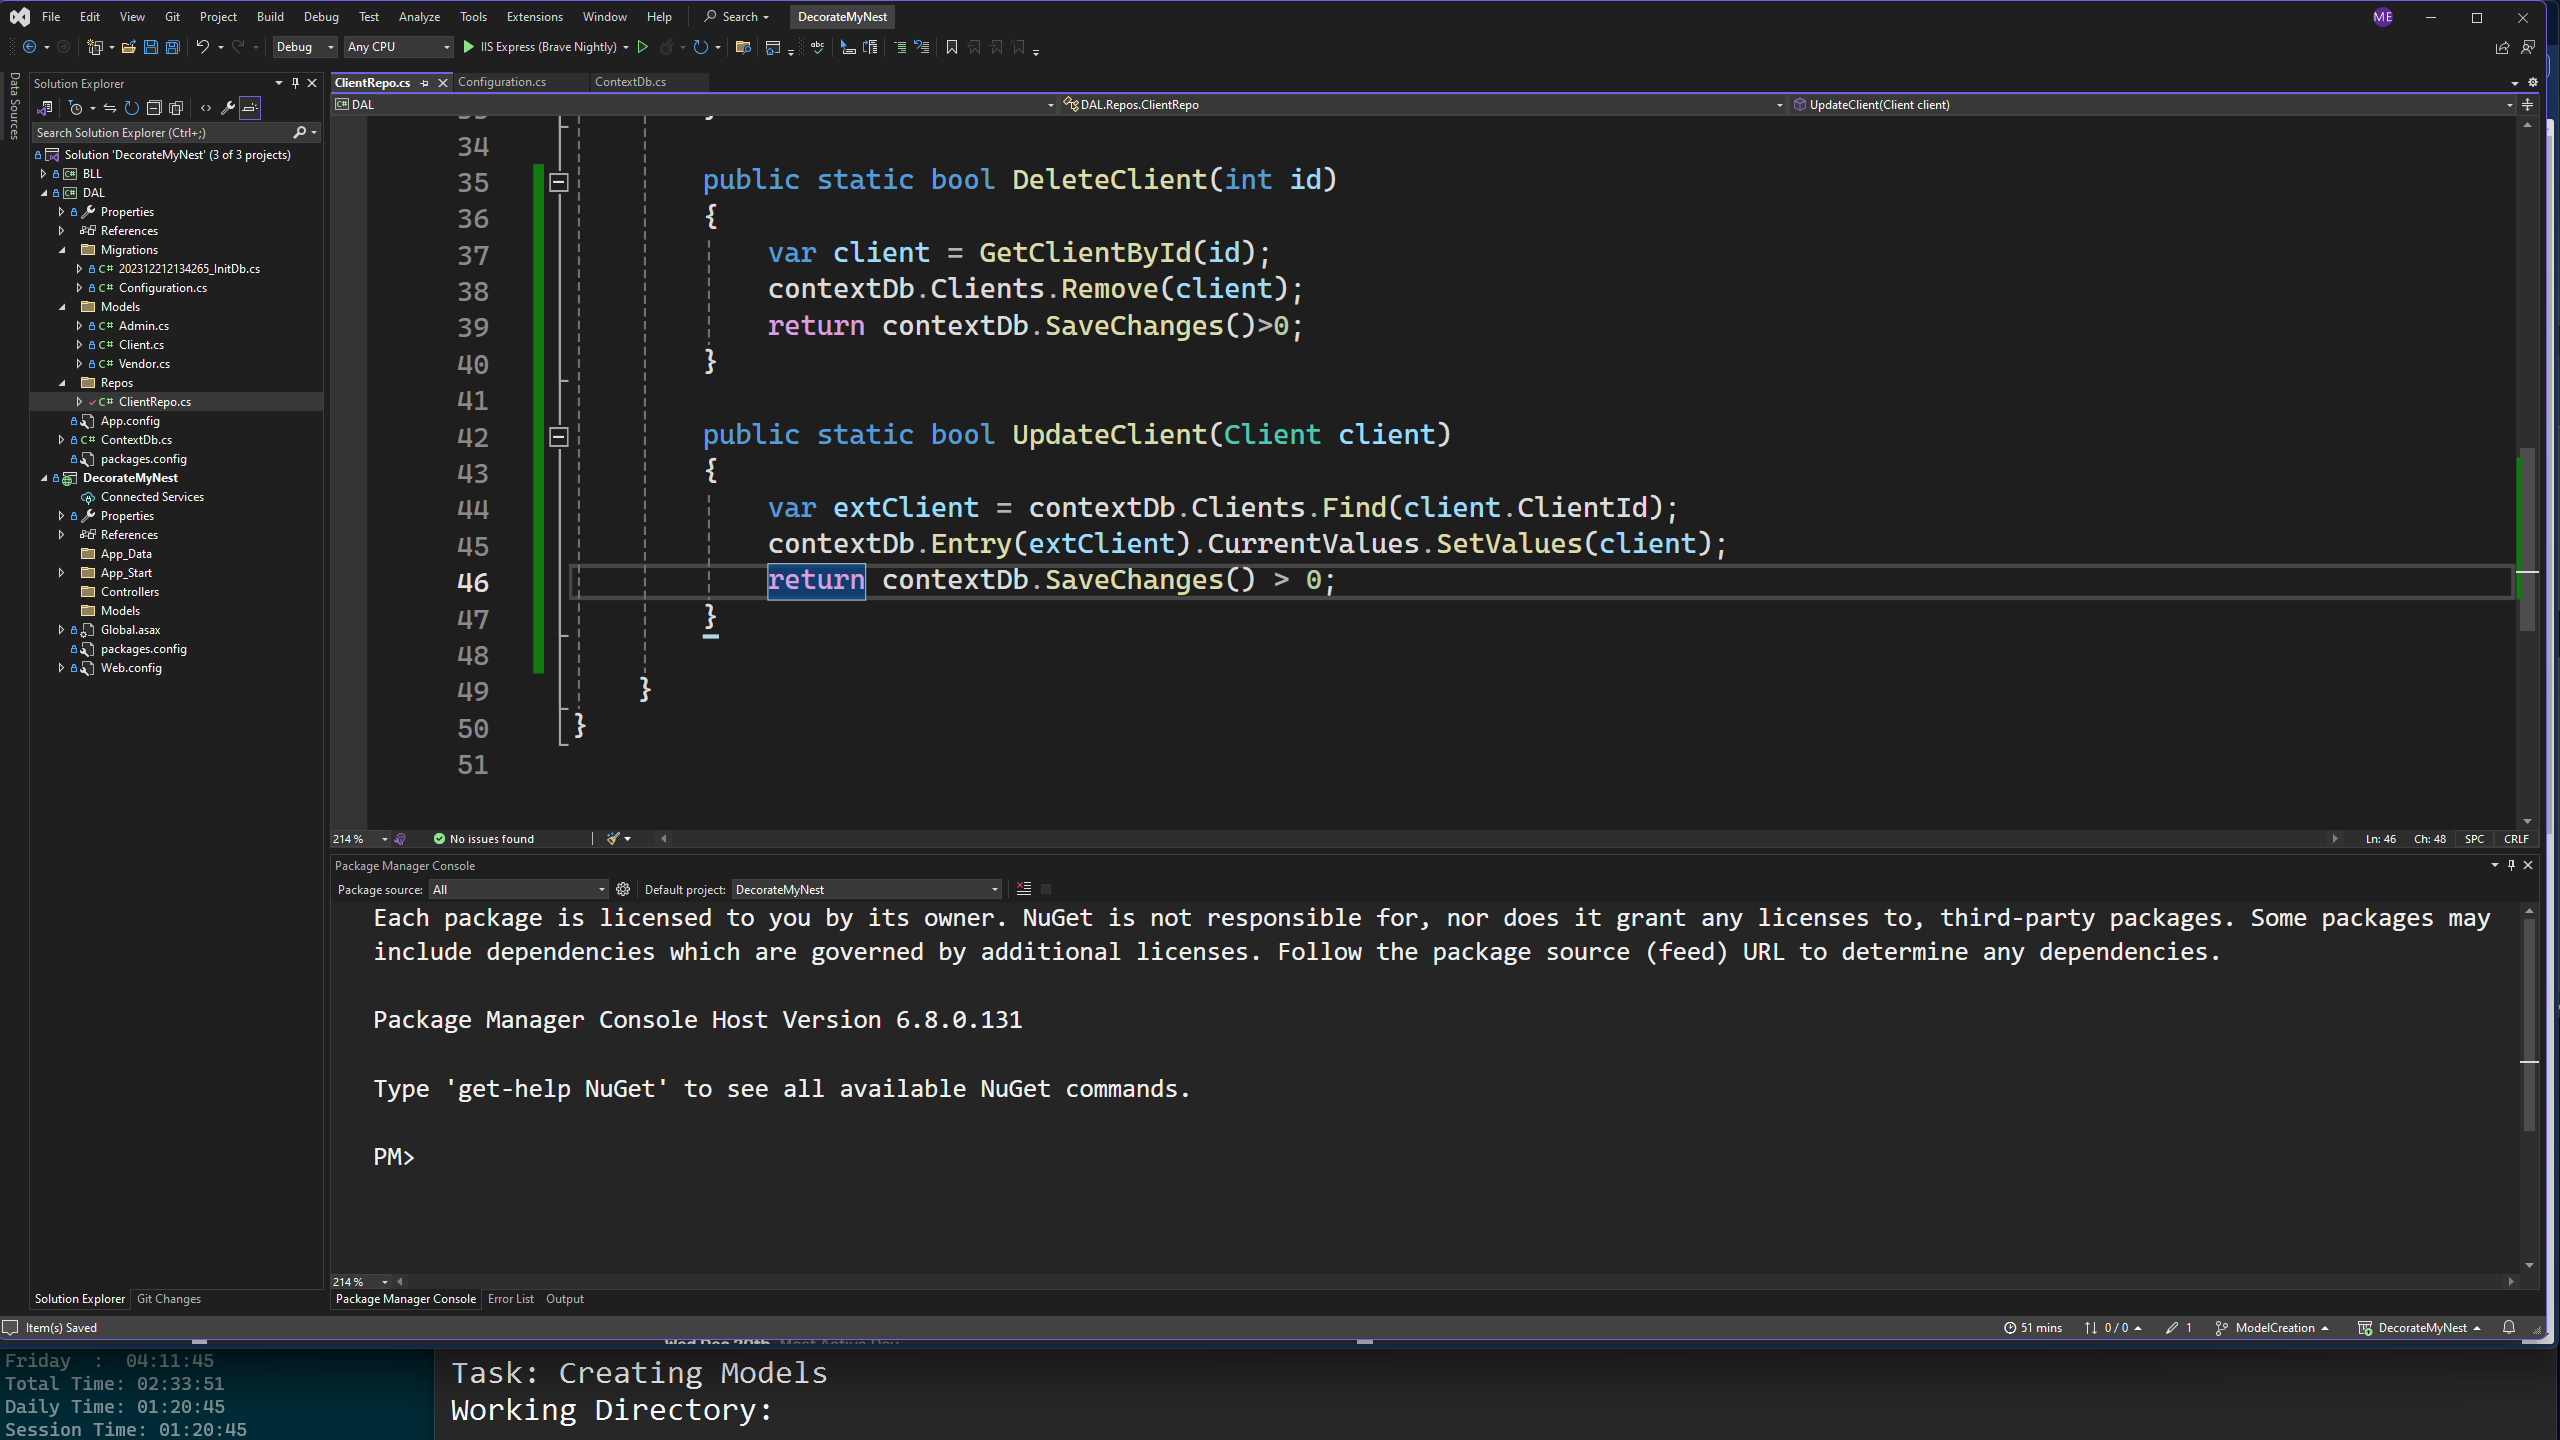 File Edit View Git Project Build Debug Test Analyze Tools Extensions Window Help Search DecorateMyNest ME
Debug Any CPU IIS Express (Brave Nightly)
Data Sources
Solution Explorer
Search Solution Explorer (Ctrl+;)
Solution 'DecorateMyNest' (3 of 3 projects)
BLL
DAL
Properties
References
Migrations
202312212134265_InitDb.cs
Configuration.cs
Models
Admin.cs
Client.cs
Vendor.cs
Repos
ClientRepo.cs
App.config
ContextDb.cs
packages.config
DecorateMyNest
Connected Services
Properties
References
App_Data
App_Start
Controllers
Models
Global.asax
packages.config
Web.config
Solution Explorer Git Changes
ClientRepo.cs Configuration.cs ContextDb.cs
DAL DAL.Repos.ClientRepo UpdateClient(Client client)
34
35 public static bool DeleteClient(int id)
36 {
37 var client = GetClientById(id);
38 contextDb.Clients.Remove(client);
39 return contextDb.SaveChanges()>0;
40 }
41
42 public static bool UpdateClient(Client client)
43 {
44 var extClient = contextDb.Clients.Find(client.ClientId);
45 contextDb.Entry(extClient).CurrentValues.SetValues(client);
46 return contextDb.SaveChanges() > 0;
47 }
48
49 }
50 }
51
214 % No issues found Ln: 46 Ch: 48 SPC CRLF
Package Manager Console
Package source: All Default project: DecorateMyNest
Each package is licensed to you by its owner. NuGet is not responsible for, nor does it grant any licenses to, third-party packages. Some packages may
include dependencies which are governed by additional licenses. Follow the package source (feed) URL to determine any dependencies.
Package Manager Console Host Version 6.8.0.131
Type 'get-help NuGet' to see all available NuGet commands.
PM>
214 %
Package Manager Console Error List Output
Item(s) Saved 51 mins 0 / 0 1 ModelCreation DecorateMyNest
Friday : 04:11:45
Total Time: 02:33:51
Daily Time: 01:20:45
Session Time: 01:20:45
Task: Creating Models
Working Directory: